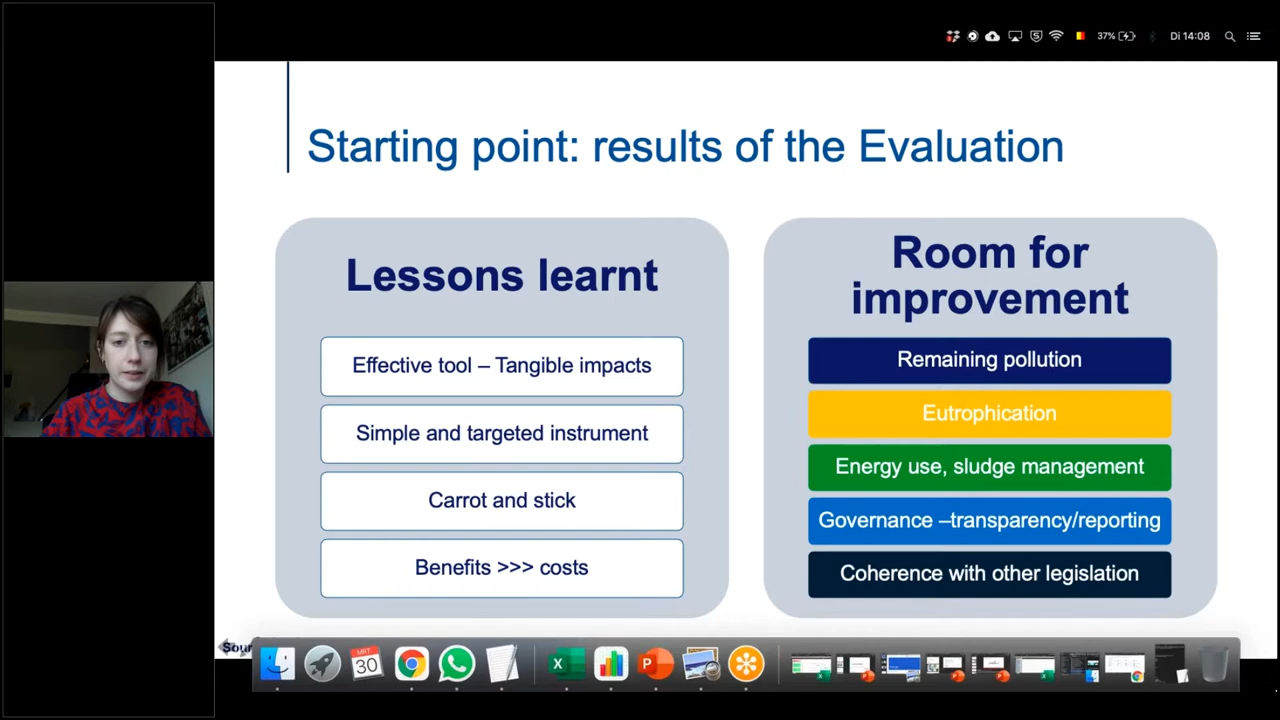 37%
Di 14:08
Starting point: results of the Evaluation
Lessons learnt
Effective tool – Tangible impacts
Simple and targeted instrument
Carrot and stick
Benefits >>> costs
Room for
improvement
Remaining pollution
Eutrophication
Energy use, sludge management
Governance –transparency/reporting
Coherence with other legislation
MRT
30